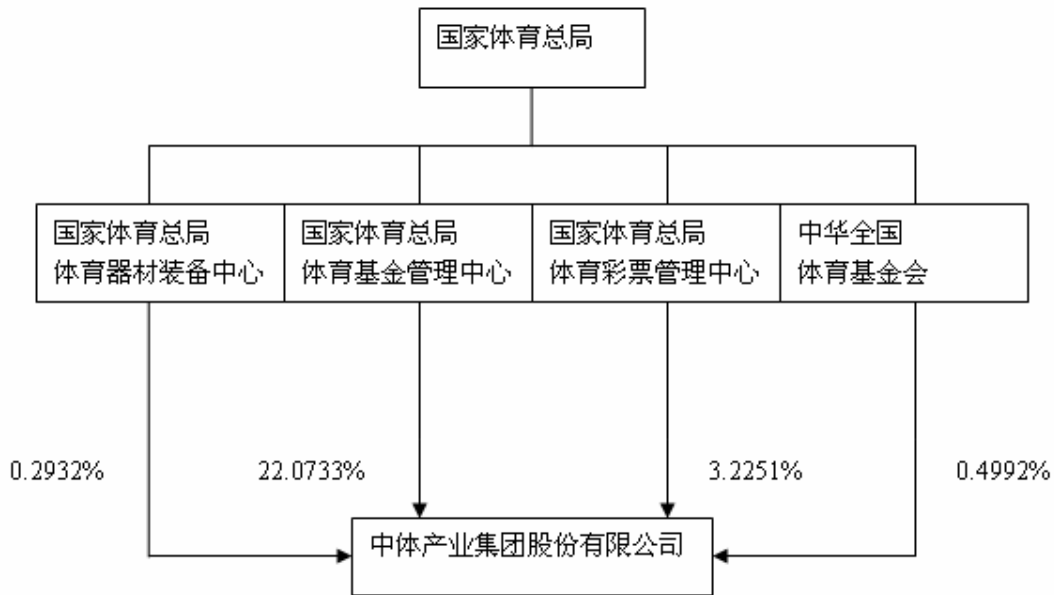 国家体育总局
国家体育总局
体育器材装备中心
国家体育总局
体育基金管理中心
国家体育总局
体育彩票管理中心
中华全国
体育基金会
0.2932%
22.0733%
3.2251%
0.4992%
中体产业集团股份有限公司